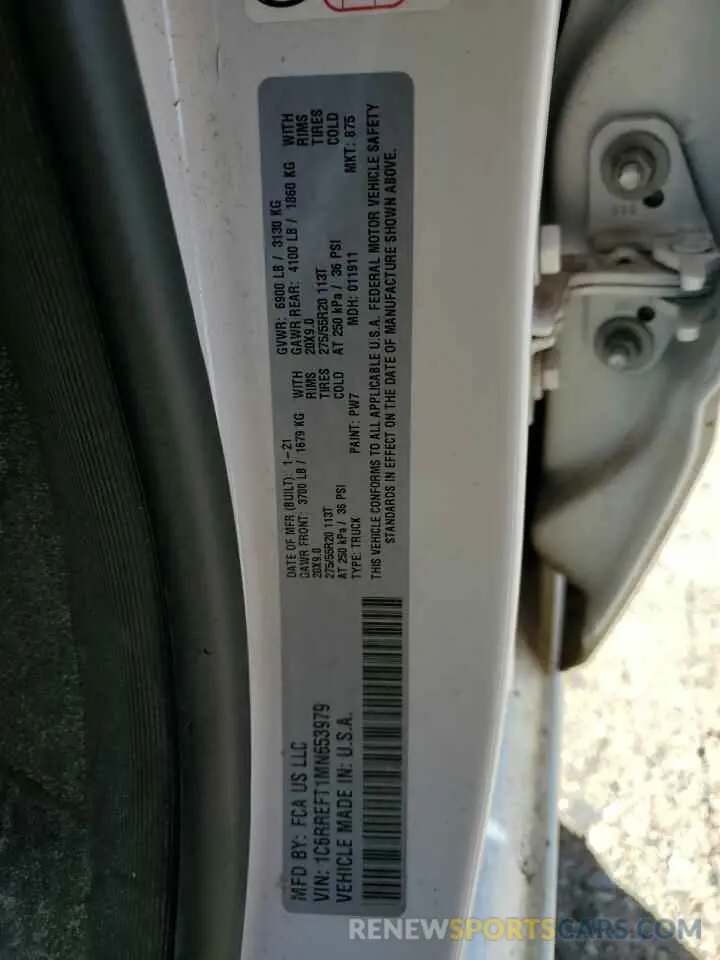 MFD BY: FCA US LLC
VIN: 1C6RREFT1MN653979
VEHICLE MADE IN: U.S.A.
DATE OF MFR (BUILT): 1-21
GAWR FRONT: 3700 LB / 1679 KG WITH
20X9.0 RIMS
275/55R20 113T TIRES
AT 250 kPa / 36 PSI COLD
TYPE: TRUCK PAINT: PW7
GVWR: 6900 LB / 3130 KG
GAWR REAR: 4100 LB / 1860 KG WITH
20X9.0 RIMS
275/55R20 113T TIRES
AT 250 kPa / 36 PSI COLD
MDH: 011911 MKT: 875
THIS VEHICLE CONFORMS TO ALL APPLICABLE U.S.A. FEDERAL MOTOR VEHICLE SAFETY
STANDARDS IN EFFECT ON THE DATE OF MANUFACTURE SHOWN ABOVE.
RENEWSPORTSCARS.COM